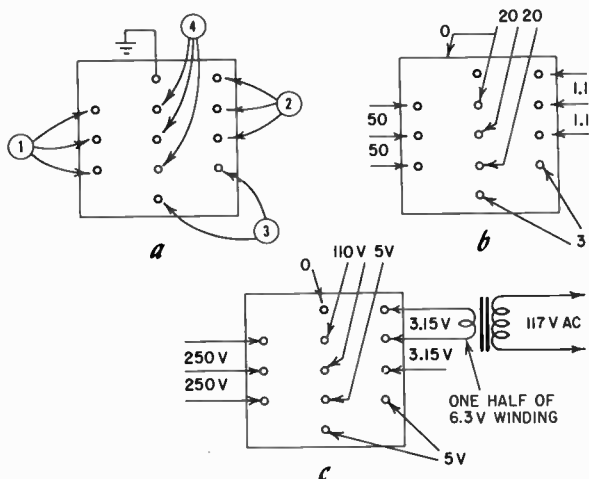 4
2
1
3
a
0
20 20
1.1
50
1.1
50
3
b
0
110 V 5V
3.15 V
117 V AC
250 V
3.15 V
250 V
ONE HALF OF
6.3 V WINDING
5 V
c